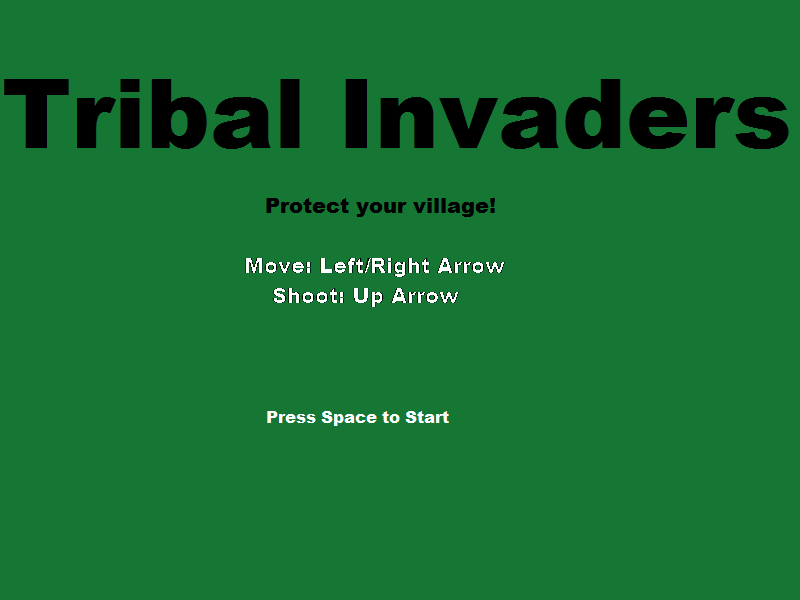 Tribal Invaders
Protect your village!
Move: Left/Right Arrow
Shoot: Up Arrow
Press Space to Start